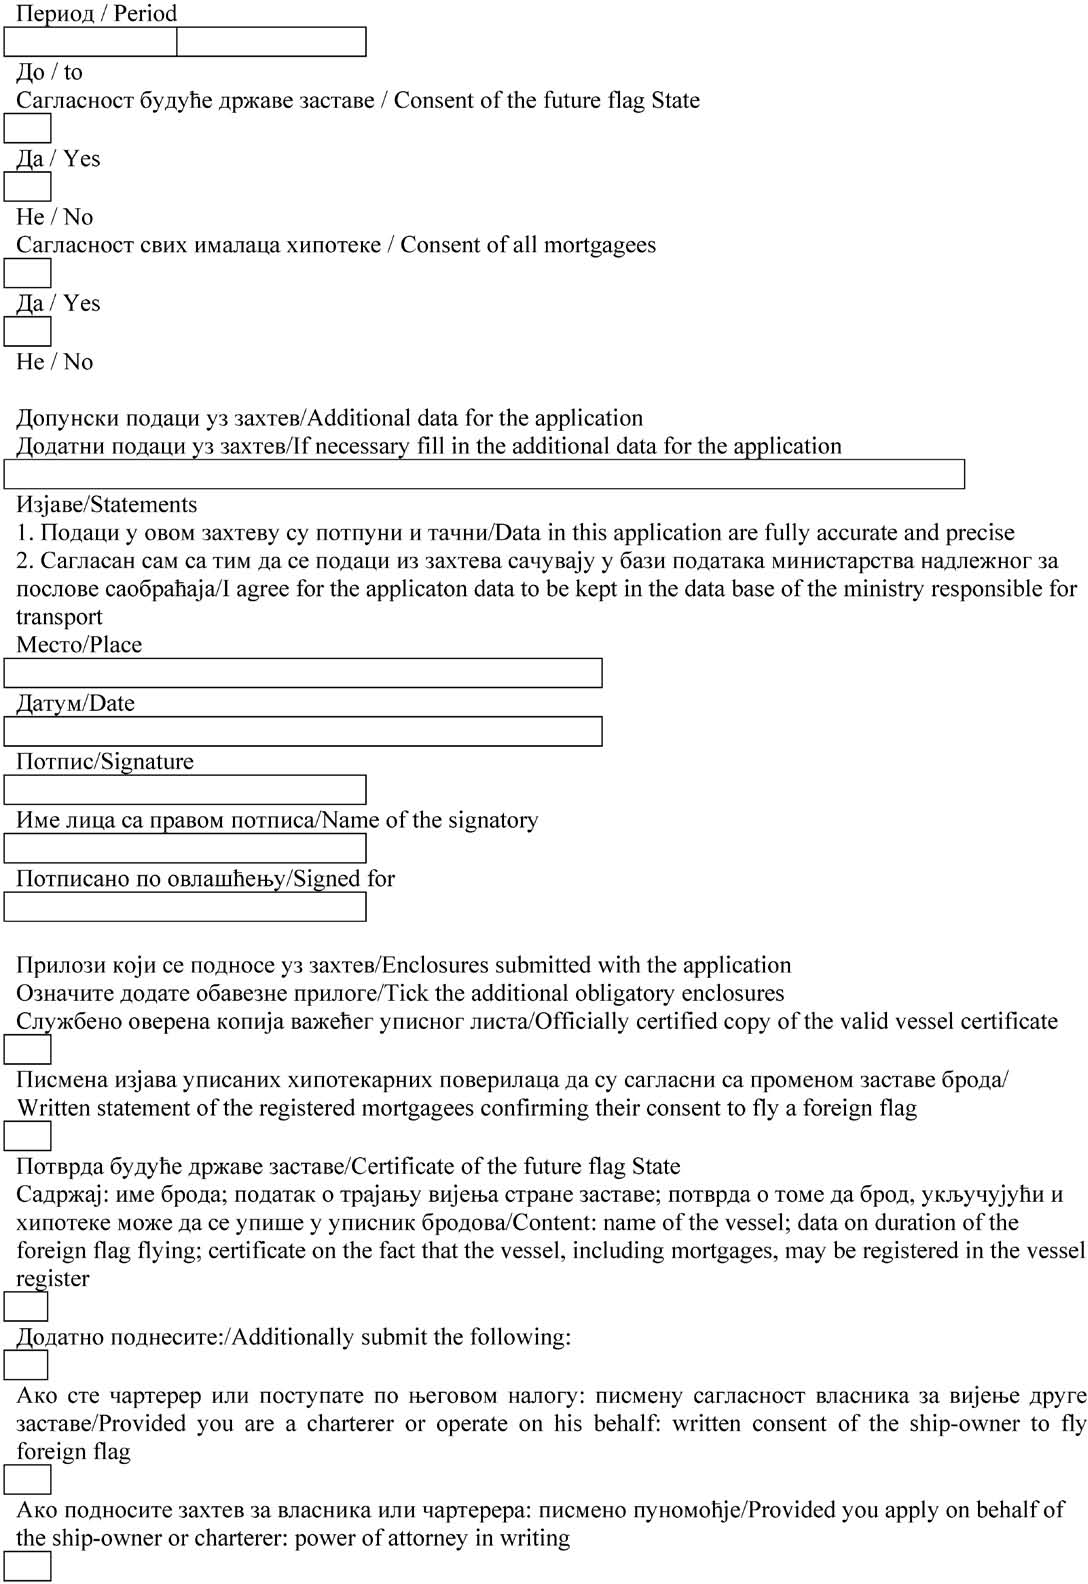 Период / Period
До / to
Сагласност будуће државе заставе / Consent of the future flag State
Да / Yes
Не / No
Сагласност свих ималаца хипотеке / Consent of all mortgagees
Да / Yes
Не / No
Допунски подаци уз захтев/Additional data for the application
Додатни подаци уз захтев/If necessary fill in the additional data for the application
Изјаве/Statements
1. Подаци у овом захтеву су потпуни и тачни/Data in this application are fully accurate and precise
2. Сагласан сам са тим да се подаци из захтева сачувају у бази података министарства надлежног за
послове саобраћаја/I agree for the applicaton data to be kept in the data base of the ministry responsible for
transport
Место/Place
Датум/Date
Потпис/Signature
Име лица са правом потписа/Name of the signatory
Потписано по овлашћењу/Signed for
Прилози који се подносе уз захтев/Enclosures submitted with the application
Означите додате обавезне прилоге/Tick the additional obligatory enclosures
Службено оверена копија важећег уписног листа/Officially certified copy of the valid vessel certificate
Писмена изјава уписаних хипотекарних поверилаца да су сагласни са променом заставе брода/
Written statement of the registered mortgagees confirming their consent to fly a foreign flag
Потврда будуће државе заставе/Certificate of the future flag State
Садржај: име брода; податак о трајању вијења стране заставе; потврда о томе да брод, укључујући и
хипотеке може да се упише у уписник бродова/Content: name of the vessel; data on duration of the
foreign flag flying; certificate on the fact that the vessel, including mortgages, may be registered in the vessel
register
Додатно поднесите:/Additionally submit the following:
Ако сте чартерер или поступате по његовом налогу: писмену сагласност власника за вијење друге
заставе/Provided you are a charterer or operate on his behalf: written consent of the ship-owner to fly
foreign flag
Ако подносите захтев за власника или чартерера: писмено пуномоћје/Provided you apply on behalf of
the ship-owner or charterer: power of attorney in writing